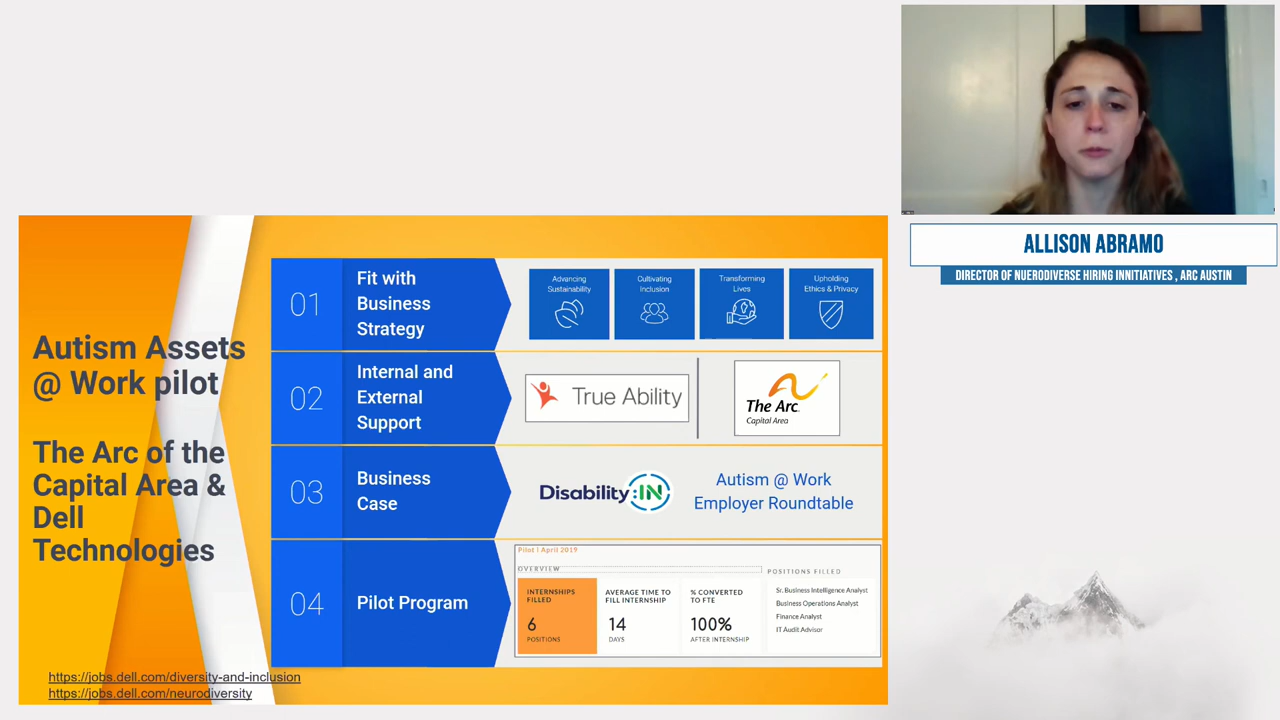 ALLISON ABRAMO
DIRECTOR OF NUERODIVERSE HIRING INNITIATIVES , ARC AUSTIN
Autism Assets
@ Work pilot
The Arc of the
Capital Area &
Dell
Technologies
https://jobs.dell.com/diversity-and-inclusion
https://jobs.dell.com/neurodiversity
01
Fit with
Business
Strategy
Advancing
Sustainability
Cultivating
Inclusion
Transforming
Lives
Upholding
Ethics & Privacy
02
Internal and
External
Support
True Ability
The Arc
Capital Area
03
Business
Case
Disability:IN
Autism @ Work
Employer Roundtable
04
Pilot Program
Pilot | April 2019
OVERVIEW
INTERNSHIPS
FILLED
6
POSITIONS
AVERAGE TIME TO
FILL INTERNSHIP
14
DAYS
% CONVERTED
TO FTE
100%
AFTER INTERNSHIP
POSITIONS FILLED
Sr. Business Intelligence Analyst
Business Operations Analyst
Finance Analyst
IT Audit Advisor